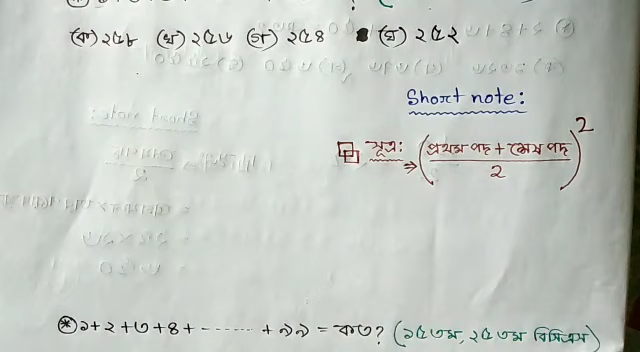 (ক) ২৫৮ (খ) ২৫৬ (গ) ২৫৪ (ঘ) ২৫২
Short note:
সূত্র: ⇒ (প্রথম পদ + শেষ পদ / 2)²
* ১+২+৩+৪+ ------- + ৯৯ = কত? (১৫তম, ২৫তম বিসিএস)